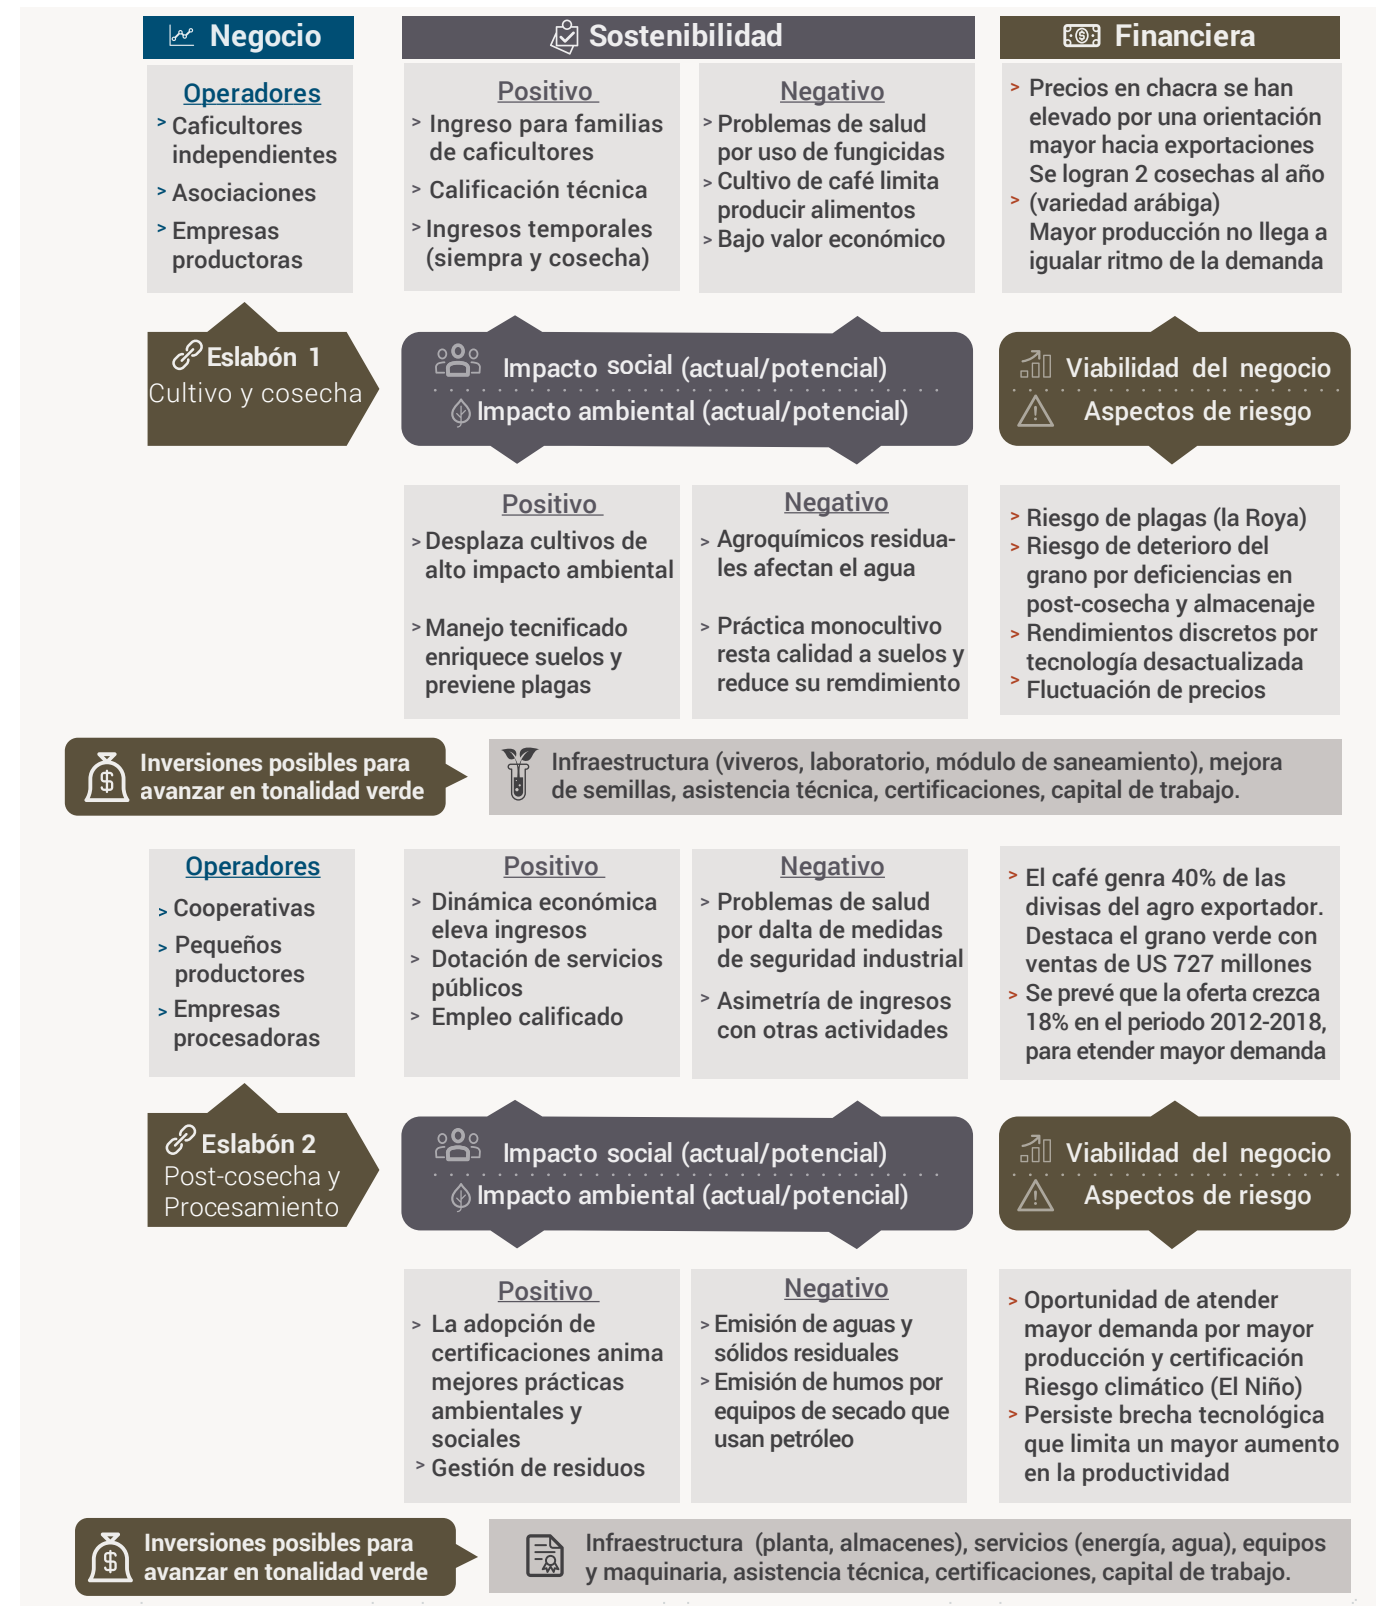 Negocio
Sostenibilidad
Financiera
Operadores
> Caficultores
independientes
> Asociaciones
> Empresas
productoras
Positivo
> Ingreso para familias
de caficultores
> Calificación técnica
> Ingresos temporales
(siempra y cosecha)
Negativo
> Problemas de salud
por uso de fungicidas
> Cultivo de café limita
producir alimentos
> Bajo valor económico
> Precios en chacra se han
elevado por una orientación
mayor hacia exportaciones
Se logran 2 cosechas al año
> (variedad arábiga)
Mayor producción no llega a
igualar ritmo de la demanda
Eslabón 1
Cultivo y cosecha
Impacto social (actual/potencial)
Impacto ambiental (actual/potencial)
Viabilidad del negocio
Aspectos de riesgo
Positivo
> Desplaza cultivos de
alto impacto ambiental
> Manejo tecnificado
enriquece suelos y
previene plagas
Negativo
> Agroquímicos residua-
les afectan el agua
> Práctica monocultivo
resta calidad a suelos y
reduce su remdimiento
> Riesgo de plagas (la Roya)
> Riesgo de deterioro del
grano por deficiencias en
post-cosecha y almacenaje
> Rendimientos discretos por
tecnología desactualizada
> Fluctuación de precios
Inversiones posibles para
avanzar en tonalidad verde
Infraestructura (viveros, laboratorio, módulo de saneamiento), mejora
de semillas, asistencia técnica, certificaciones, capital de trabajo.
Operadores
> Cooperativas
> Pequeños
productores
> Empresas
procesadoras
Positivo
> Dinámica económica
eleva ingresos
> Dotación de servicios
públicos
> Empleo calificado
Negativo
> Problemas de salud
por dalta de medidas
de seguridad industrial
> Asimetría de ingresos
con otras actividades
> El café genra 40% de las
divisas del agro exportador.
Destaca el grano verde con
ventas de US 727 millones
> Se prevé que la oferta crezca
18% en el periodo 2012-2018,
para etender mayor demanda
Eslabón 2
Post-cosecha y
Procesamiento
Impacto social (actual/potencial)
Impacto ambiental (actual/potencial)
Viabilidad del negocio
Aspectos de riesgo
Positivo
> La adopción de
certificaciones anima
mejores prácticas
ambientales y
sociales
> Gestión de residuos
Negativo
> Emisión de aguas y
sólidos residuales
> Emisión de humos por
equipos de secado que
usan petróleo
> Oportunidad de atender
mayor demanda por mayor
producción y certificación
Riesgo climático (El Niño)
> Persiste brecha tecnológica
que limita un mayor aumento
en la productividad
Inversiones posibles para
avanzar en tonalidad verde
Infraestructura (planta, almacenes), servicios (energía, agua), equipos
y maquinaria, asistencia técnica, certificaciones, capital de trabajo.